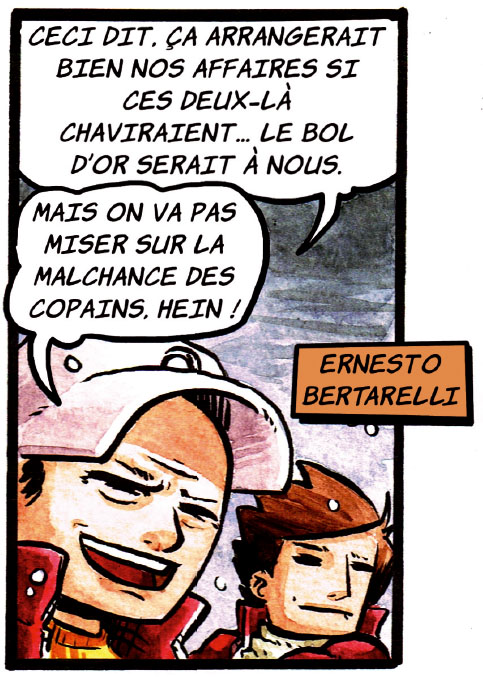 CECI DIT, ÇA ARRANGERAIT
BIEN NOS AFFAIRES SI
CES DEUX-LÀ
CHAVIRAIENT... LE BOL
D'OR SERAIT À NOUS.
MAIS ON VA PAS
MISER SUR LA
MALCHANCE DES
COPAINS, HEIN !
ERNESTO
BERTARELLI